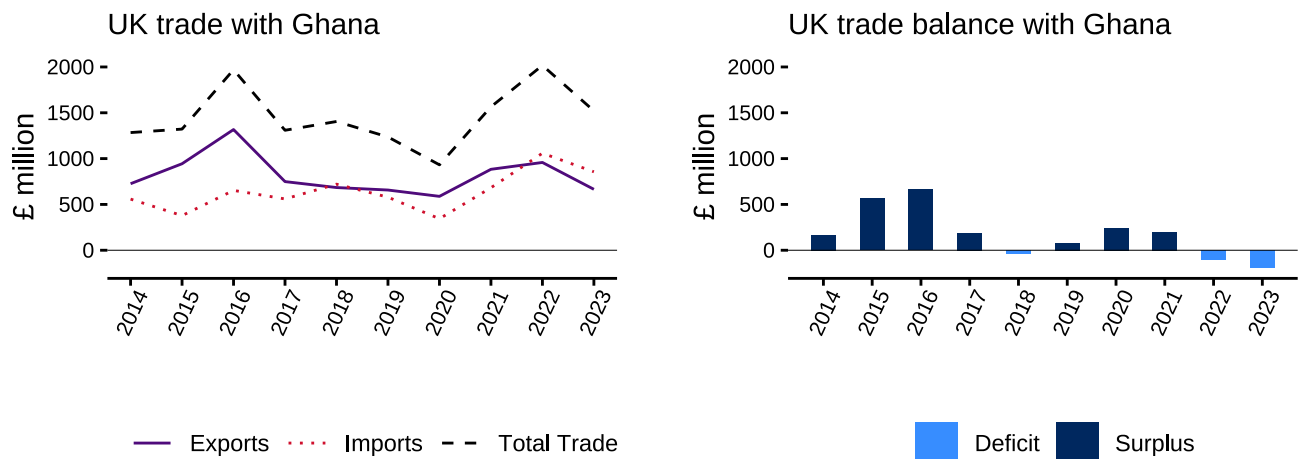 UK trade with Ghana
£ million
2000
1500
1000
500
0
2014 2015 2016 2017 2018 2019 2020 2021 2022 2023
Exports Imports Total Trade
UK trade balance with Ghana
£ million
2000
1500
1000
500
0
2014 2015 2016 2017 2018 2019 2020 2021 2022 2023
Deficit Surplus